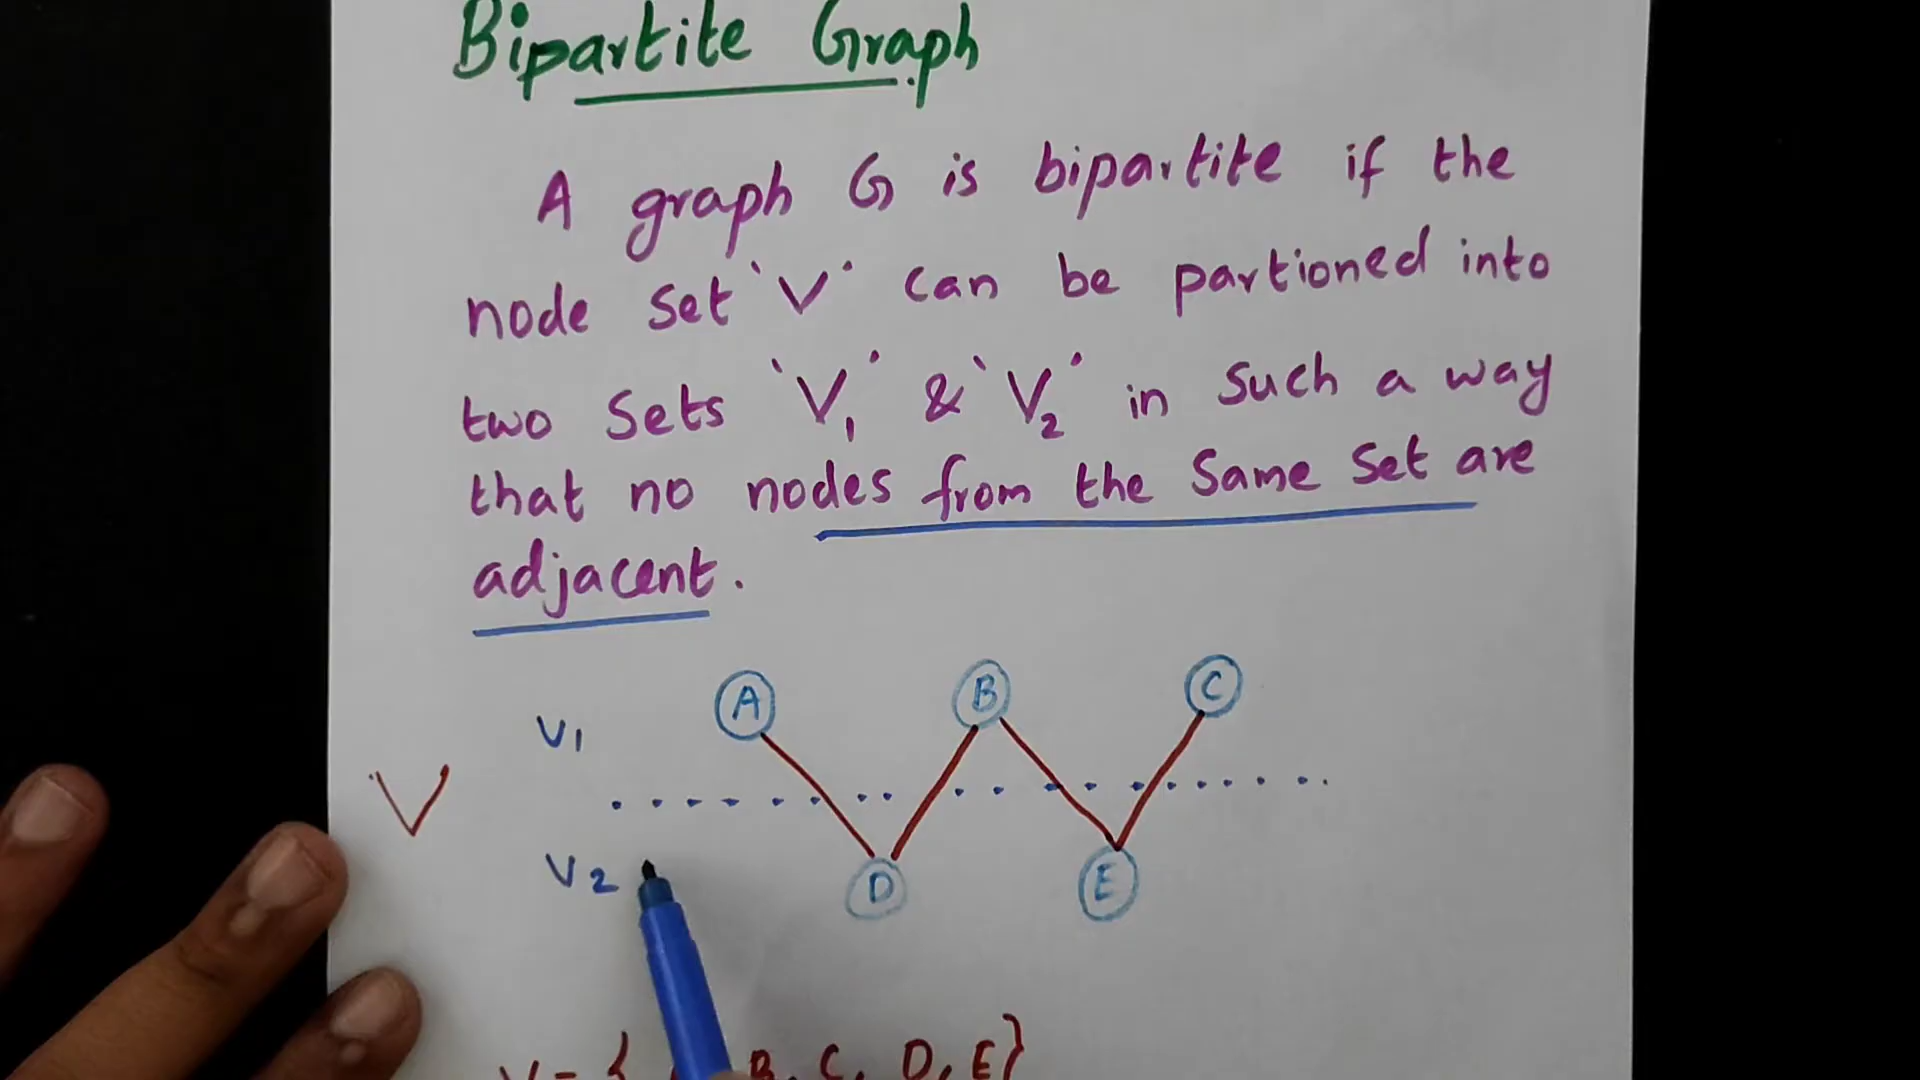 Bipartite Graph
A graph G is bipartite if the
node set 'V' can be partioned into
two sets 'V1' & 'V2' in such a way
that no nodes from the same set are
adjacent.
A B C
V1
V
V2
D E
V = { B, C, D, E}